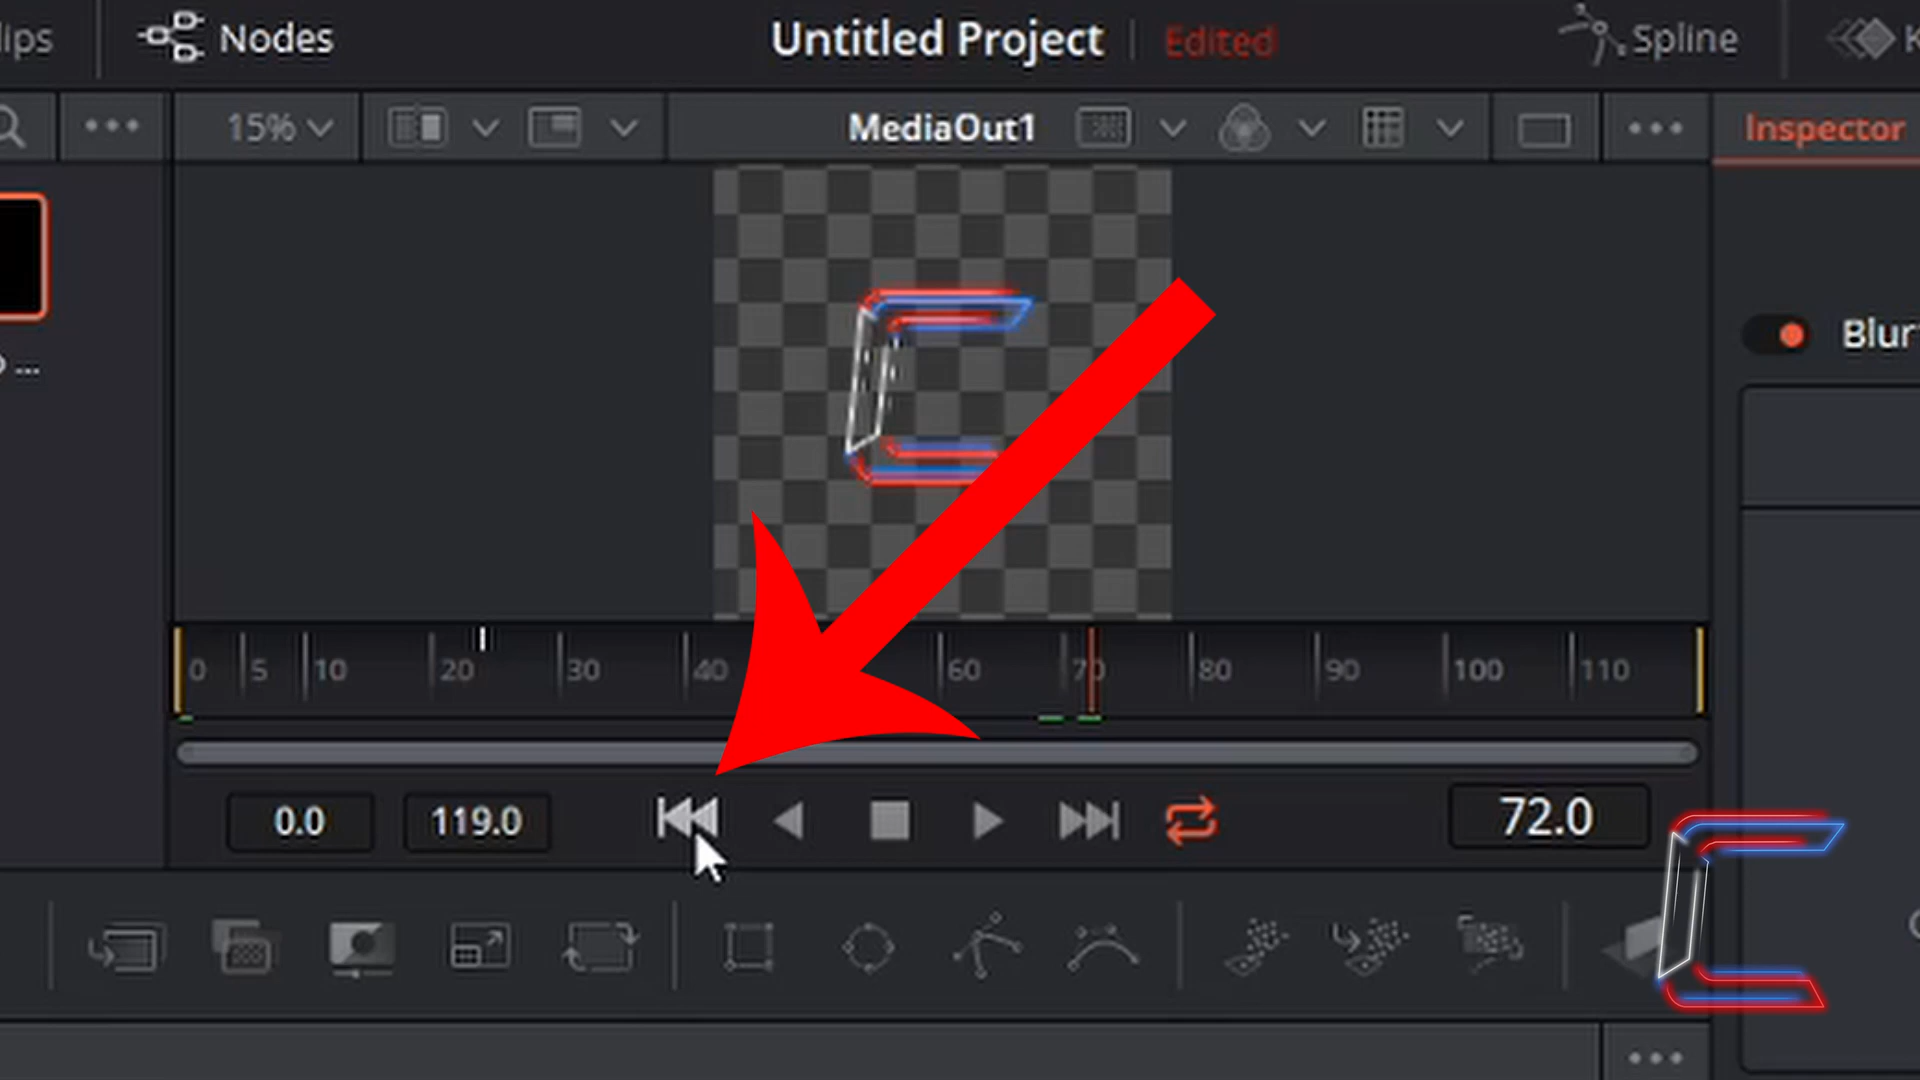 Nodes
Untitled Project
Edited
Spline
15%
MediaOut1
Inspector
Blur
0 5 10 20 30 40 60 70 80 90 100 110
0.0 119.0 72.0